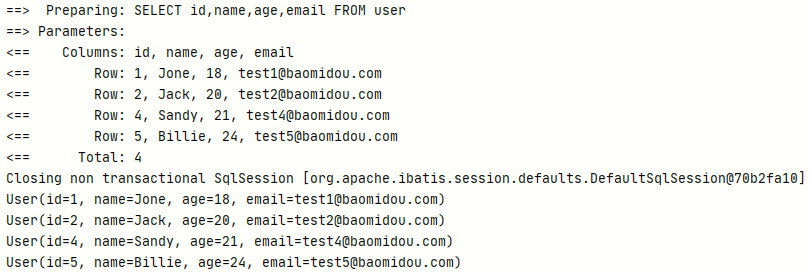 ==>  Preparing: SELECT id,name,age,email FROM user
==> Parameters:
<==    Columns: id, name, age, email
<==        Row: 1, Jone, 18, test1@baomidou.com
<==        Row: 2, Jack, 20, test2@baomidou.com
<==        Row: 4, Sandy, 21, test4@baomidou.com
<==        Row: 5, Billie, 24, test5@baomidou.com
<==      Total: 4
Closing non transactional SqlSession [org.apache.ibatis.session.defaults.DefaultSqlSession@70b2fa10]
User(id=1, name=Jone, age=18, email=test1@baomidou.com)
User(id=2, name=Jack, age=20, email=test2@baomidou.com)
User(id=4, name=Sandy, age=21, email=test4@baomidou.com)
User(id=5, name=Billie, age=24, email=test5@baomidou.com)